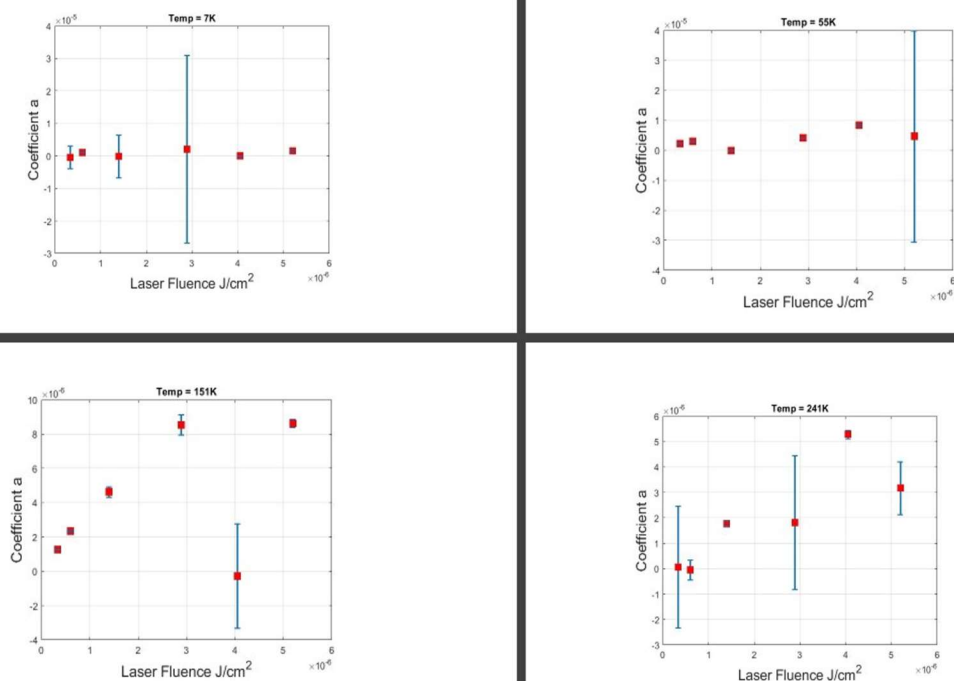 ×10⁻⁵
Temp = 7K
4
3
2
1
0
-1
-2
-3
Coefficient a
0 1 2 3 4 5 6
×10⁻⁶
Laser Fluence J/cm²
×10⁻⁵
Temp = 55K
4
3
2
1
0
-1
-2
-3
-4
Coefficient a
0 1 2 3 4 5 6
×10⁻⁶
Laser Fluence J/cm²
×10⁻⁶
Temp = 151K
10
8
6
4
2
0
-2
-4
Coefficient a
0 1 2 3 4 5 6
×10⁻⁶
Laser Fluence J/cm²
×10⁻⁶
Temp = 241K
6
5
4
3
2
1
0
-1
-2
-3
Coefficient a
0 1 2 3 4 5 6
×10⁻⁶
Laser Fluence J/cm²